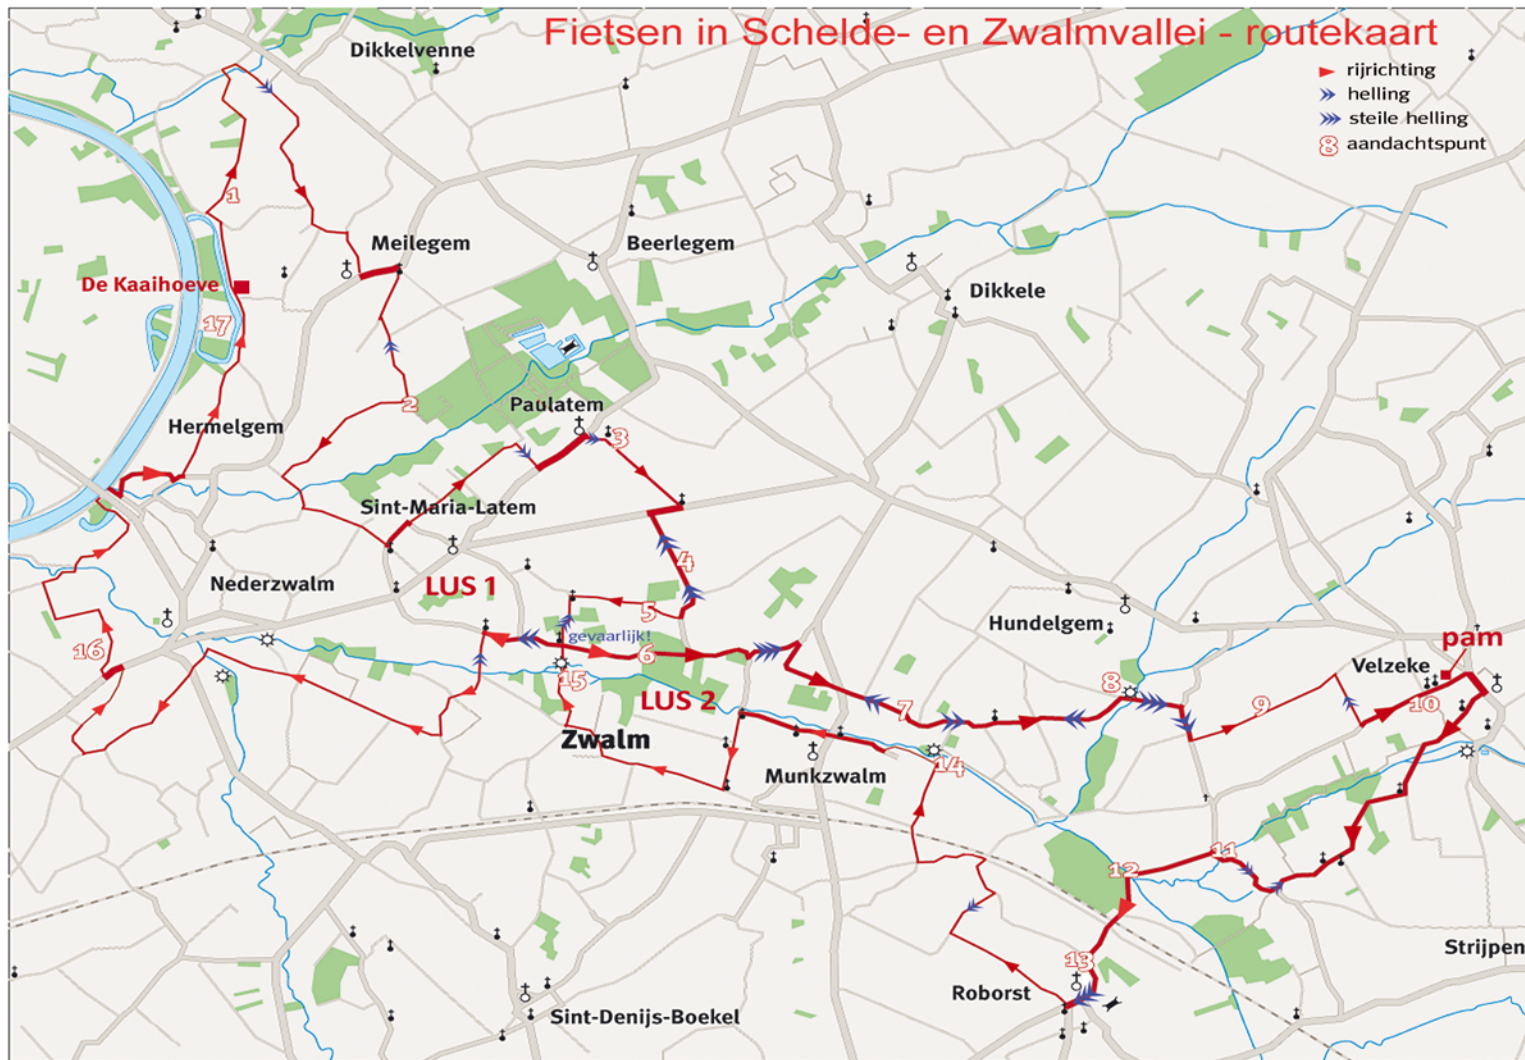 Fietsen in Schelde- en Zwalmvallei - routekaart
rijrichting
helling
steile helling
8 aandachtspunt
Dikkelvenne
1
Meilegem
Beerlegem
De Kaaihoeve
Dikkele
17
2
Paulatem
Hermelgem
3
Sint-Maria-Latem
4
Nederzwalm
LUS 1
5
Hundelgem
gevaarlijk!
pam
16
6
Velzeke
15
8
LUS 2
7
9
10
Zwalm
14
Munkzwalm
11
12
Strijpen
13
Roborst
Sint-Denijs-Boekel